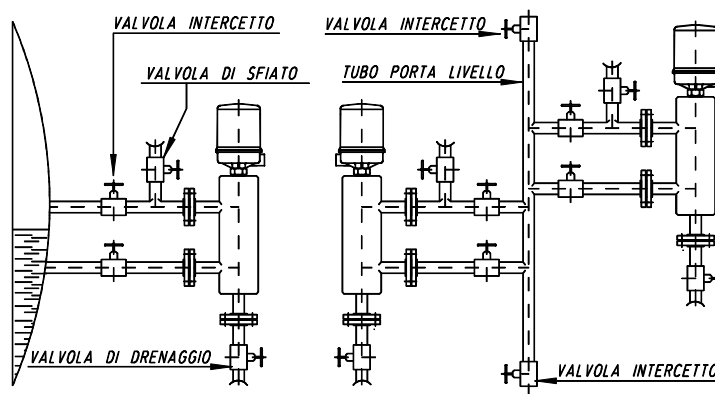 VALVOLA INTERCETTO
VALVOLA INTERCETTO
VALVOLA DI SFIATO
TUBO PORTA LIVELLO
VALVOLA DI DRENAGGIO
VALVOLA INTERCETTO